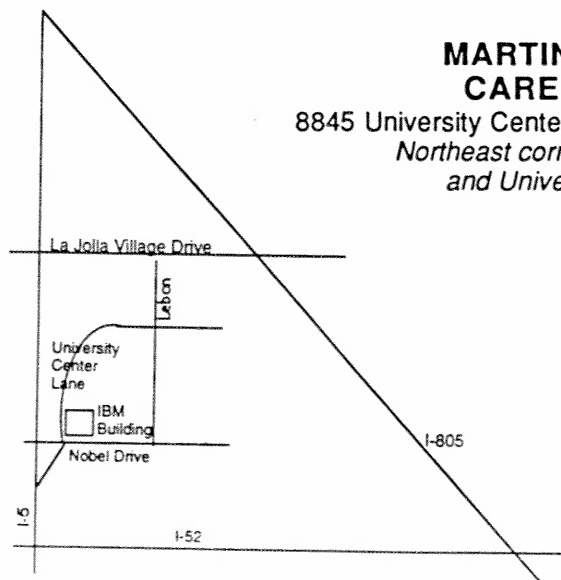 MARTIN
CARE
8845 University Cente
Northeast corr
and Unive
La Jolla Village Drive
Lebon
University
Center
Lane
IBM
Building
Nobel Drive
I-805
I-5
I-52